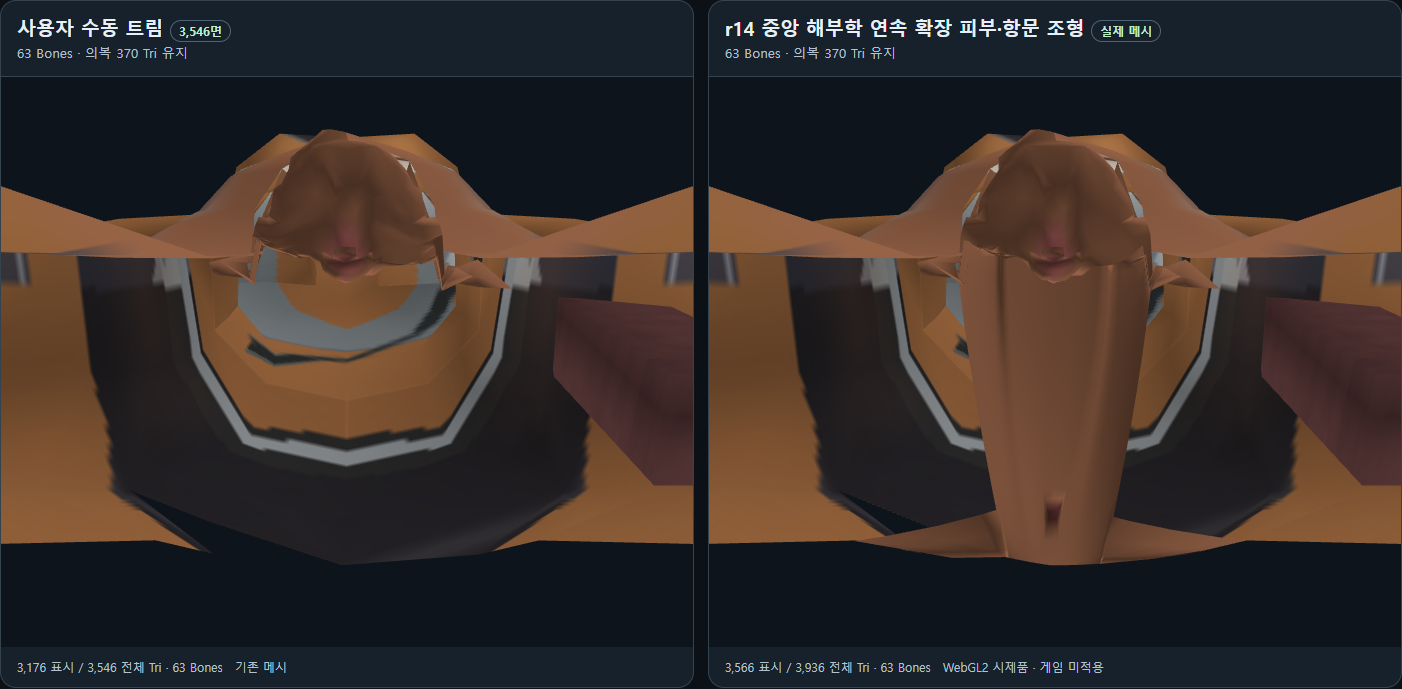 사용자 수동 트림 3,546면
63 Bones · 의복 370 Tri 유지
3,176 표시 / 3,546 전체 Tri · 63 Bones 기존 메시
r14 중앙 해부학 연속 확장 피부·항문 조형 실제 메시
63 Bones · 의복 370 Tri 유지
3,566 표시 / 3,936 전체 Tri · 63 Bones WebGL2 시제품 · 게임 미적용